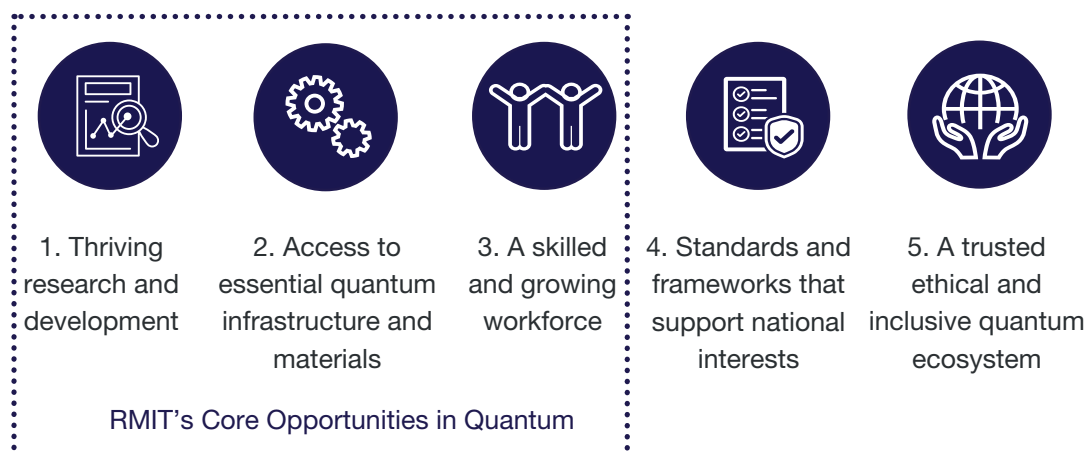 1. Thriving
research and
development
2. Access to
essential quantum
infrastructure and
materials
3. A skilled
and growing
workforce
4. Standards and
frameworks that
support national
interests
5. A trusted
ethical and
inclusive quantum
ecosystem
RMIT’s Core Opportunities in Quantum